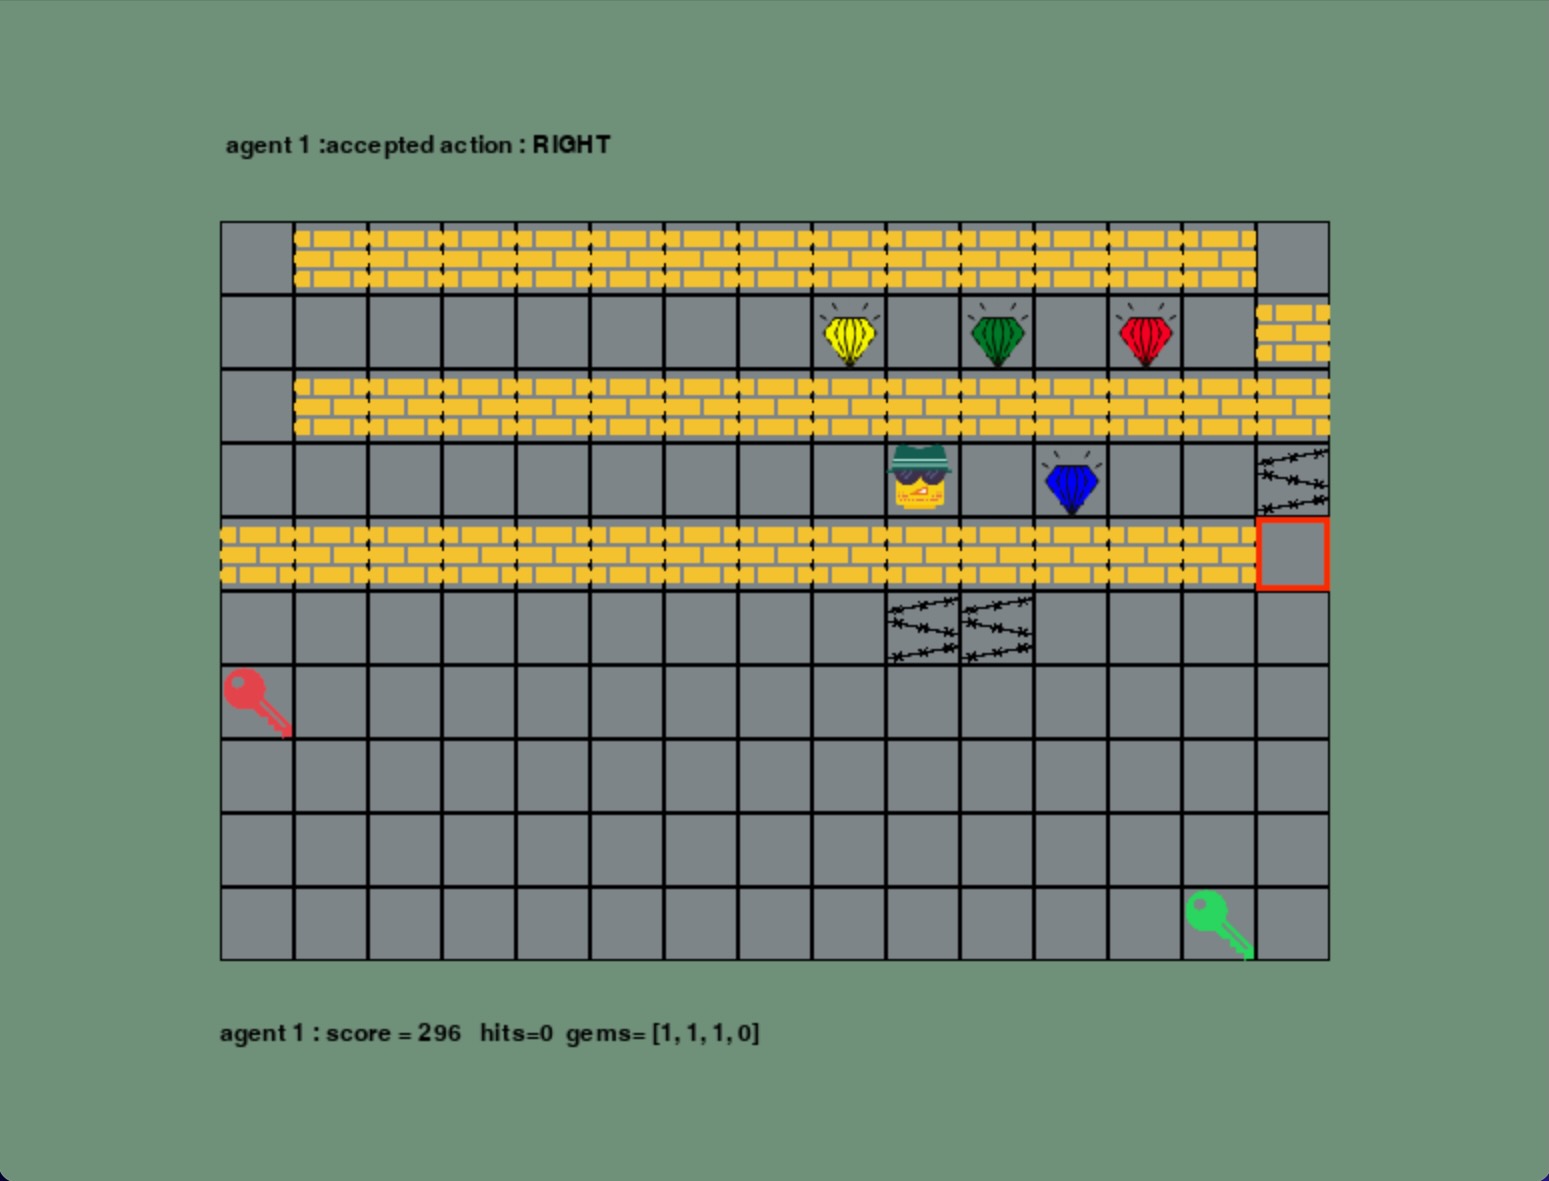 agent 1 :accepted action : RIGHT
agent 1 : score = 296 hits=0 gems= [1, 1, 1, 0]